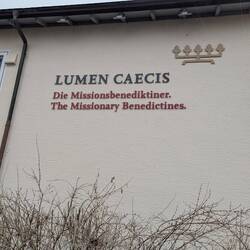 LUMEN CAECIS
Die Missionsbenediktiner.
The Missionary Benedictines.